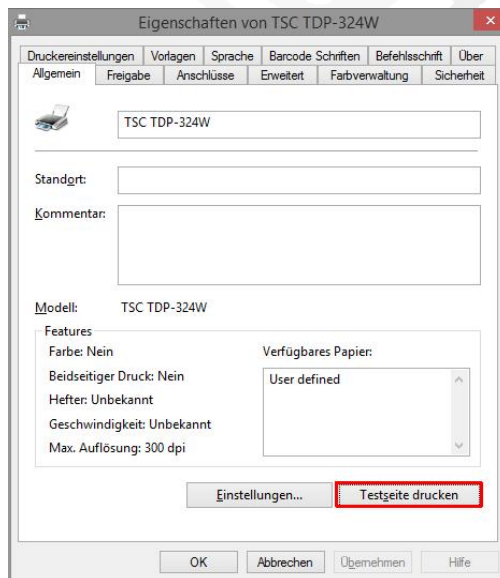 Eigenschaften von TSC TDP-324W
Druckereinstellungen Vorlagen Sprache Barcode Schriften Befehlsschrift Über
Allgemein Freigabe Anschlüsse Erweitert Farbverwaltung Sicherheit
TSC TDP-324W
Standort:
Kommentar:
Modell: TSC TDP-324W
Features
Farbe: Nein
Verfügbares Papier:
Beidseitiger Druck: Nein
User defined
Hefter: Unbekannt
Geschwindigkeit: Unbekannt
Max. Auflösung: 300 dpi
Einstellungen... Testseite drucken
OK Abbrechen Übernehmen Hilfe